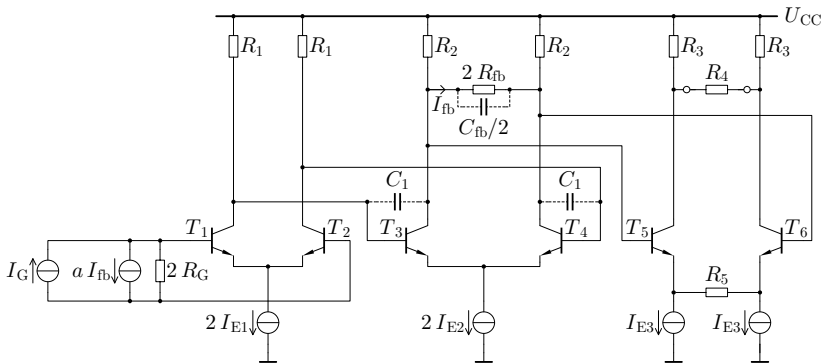 U_CC
R_1 R_1 R_2 R_2 R_3 R_3
2 R_fb R_4
I_fb
C_fb/2
C_1 C_1
T_1 T_2 T_3 T_4 T_5 T_6
I_G a I_fb 2 R_G R_5
2 I_E1 2 I_E2 I_E3 I_E3